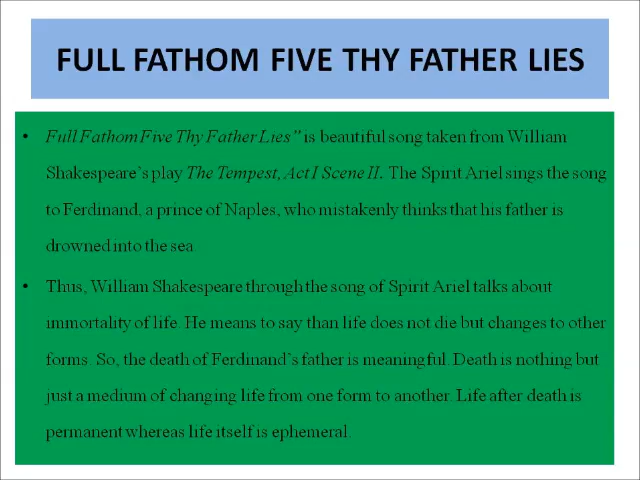 FULL FATHOM FIVE THY FATHER LIES
• Full Fathom Five Thy Father Lies" is beautiful song taken from William
Shakespeare's play The Tempest, Act I Scene II. The Spirit Ariel sings the song
to Ferdinand, a prince of Naples, who mistakenly thinks that his father is
drowned into the sea
• Thus, William Shakespeare through the song of Spirit Ariel talks about
immortality of life. He means to say than life does not die but changes to other
forms. So, the death of Ferdinand's father is meaningful. Death is nothing but
just a medium of changing life from one form to another. Life after death is
permanent whereas life itself is ephemeral.